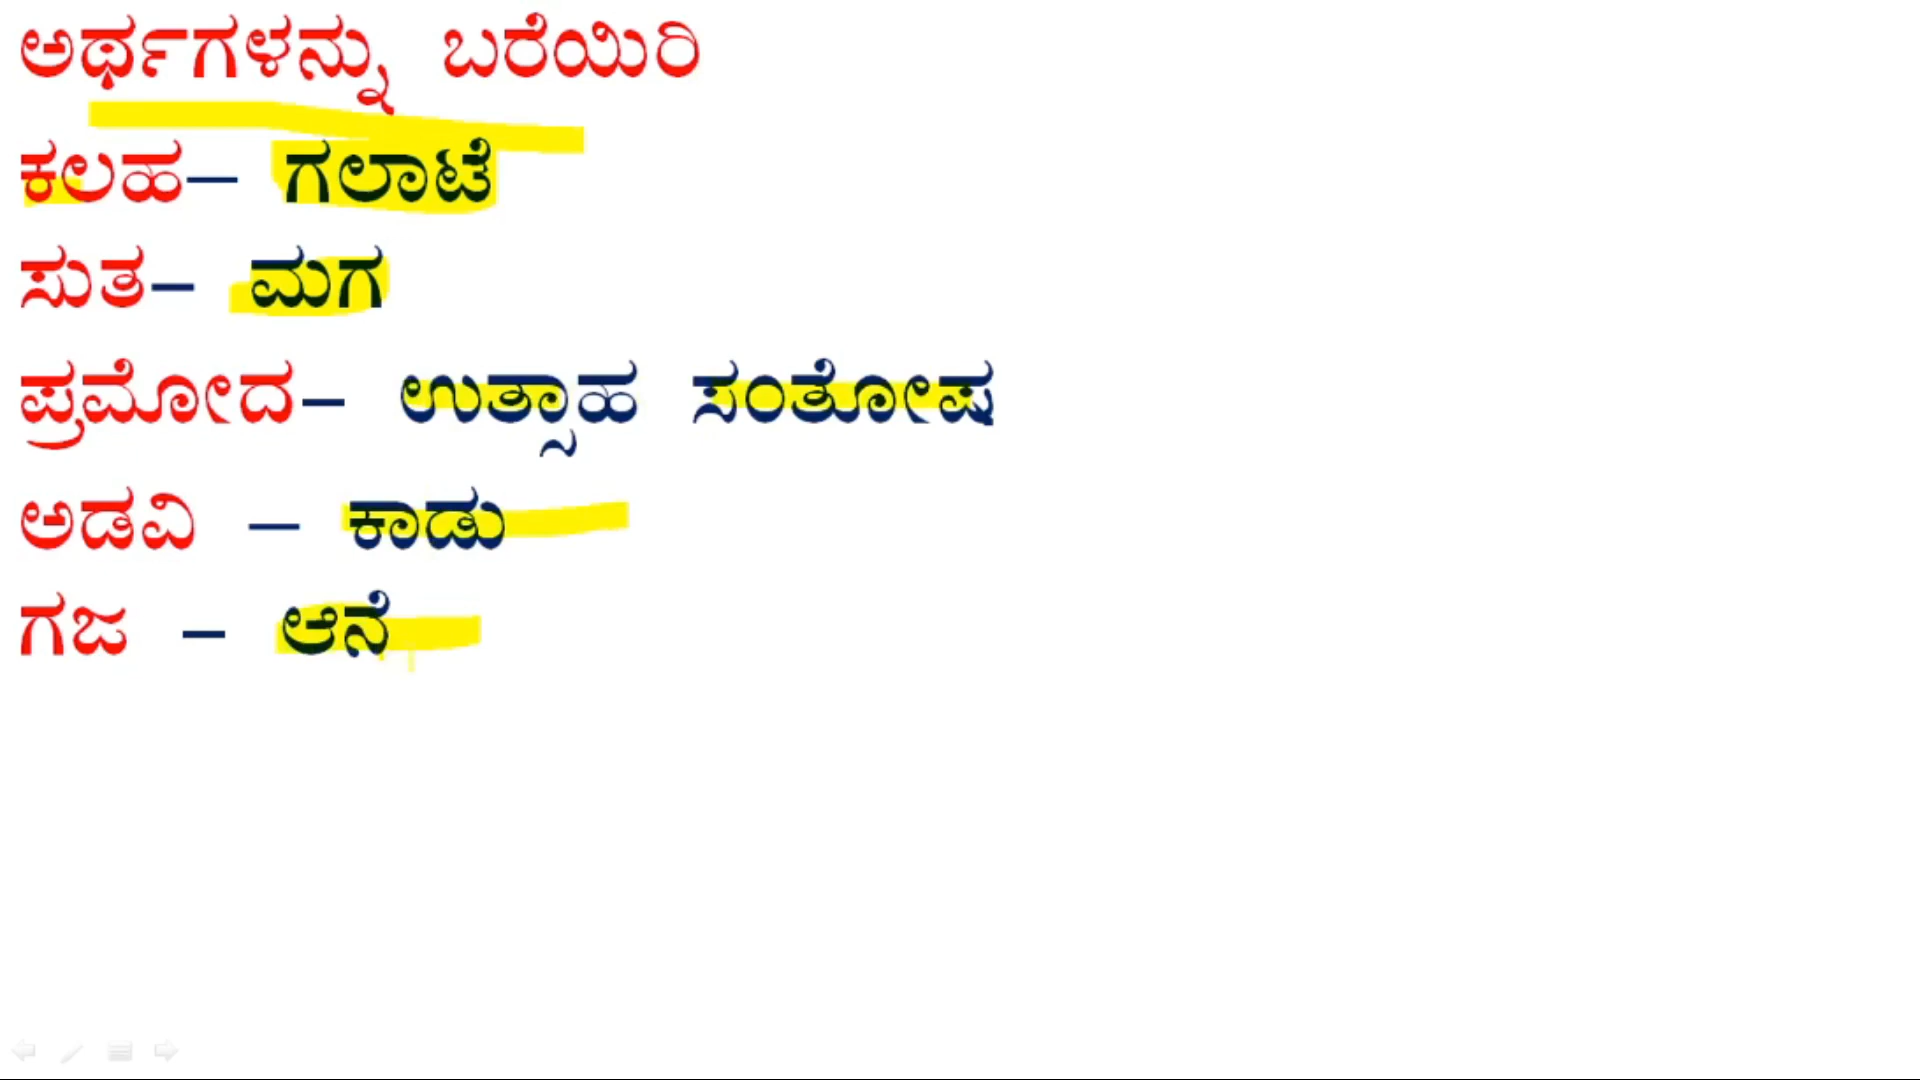 ಅರ್ಥಗಳನ್ನು ಬರೆಯಿರಿ
ಕಲಹ– ಗಲಾಟೆ
ಸುತ– ಮಗ
ಪ್ರಮೋದ– ಉತ್ಸಾಹ ಸಂತೋಷ
ಅಡವಿ – ಕಾಡು
ಗಜ – ಆನೆ